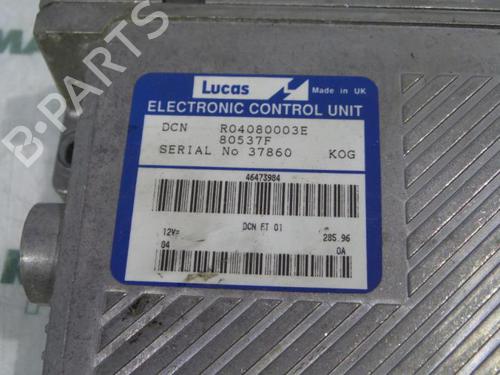 B-PARTS
Lucas
Made in UK
ELECTRONIC CONTROL UNIT
DCN R04080003E
80537F
SERIAL No 37860 KOG
46473984
12V= DCN FT 01 285.96
04 0A